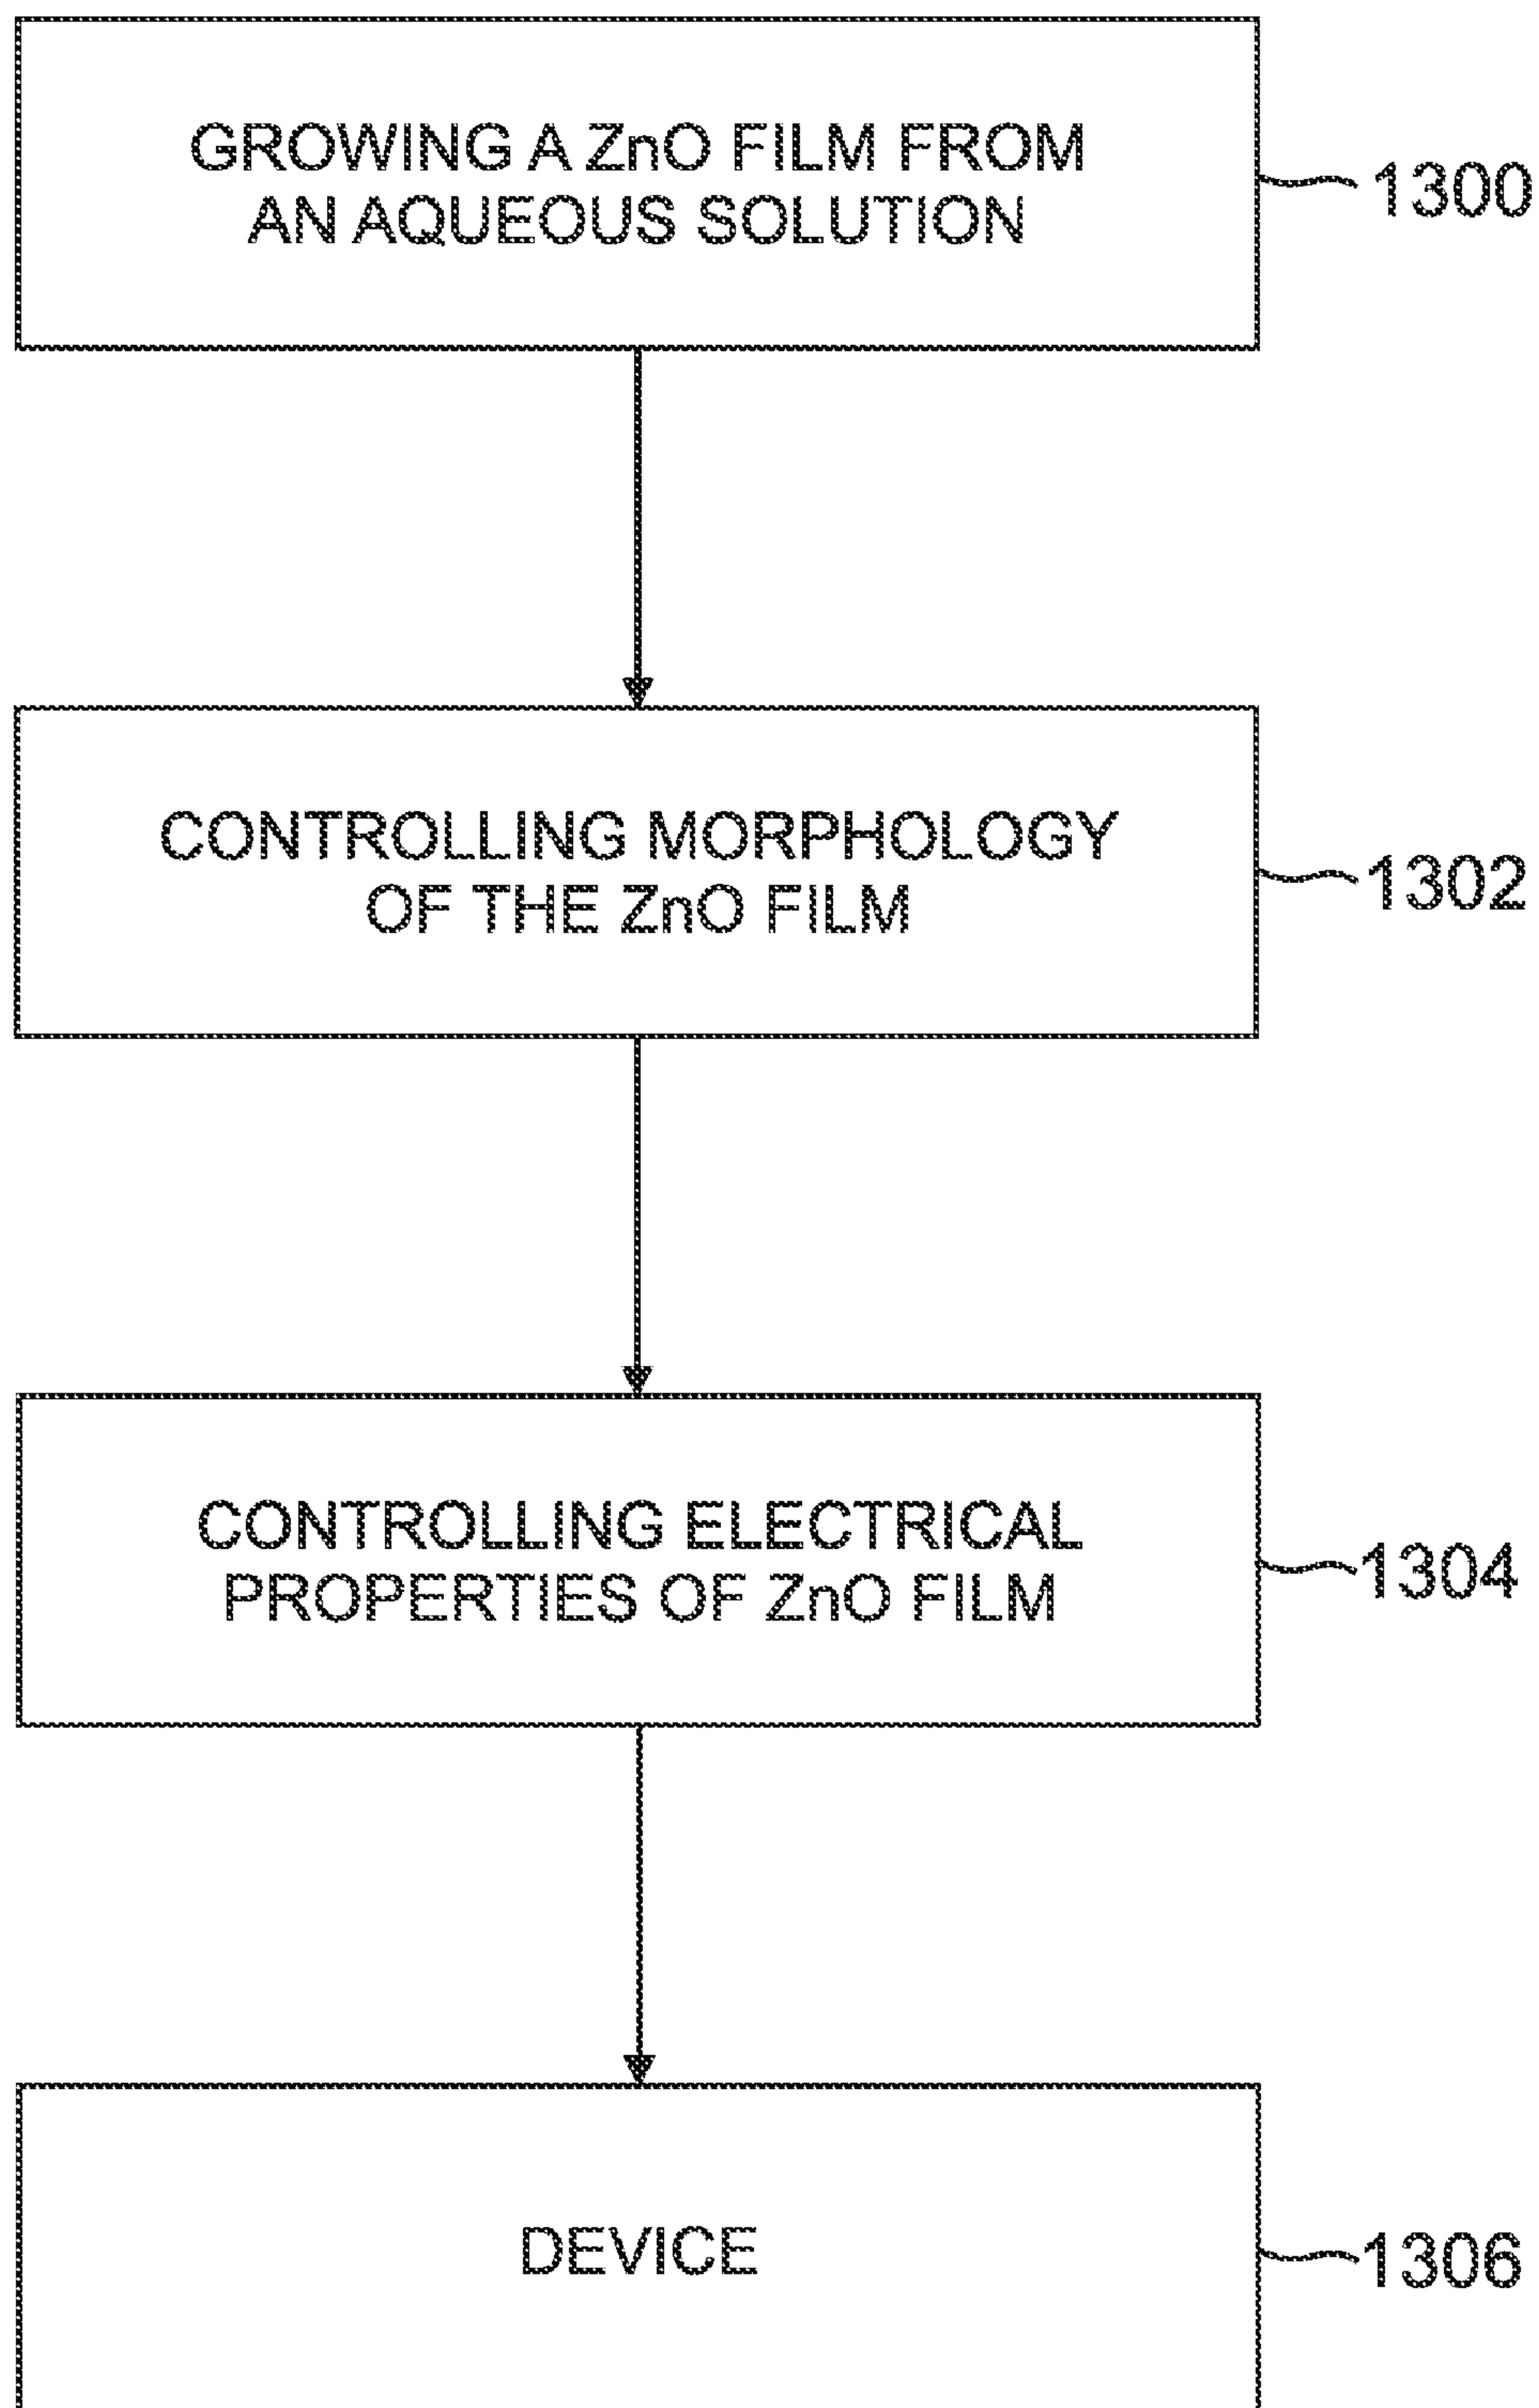 GROWING A ZnO FILM FROM
AN AQUEOUS SOLUTION
1300
CONTROLLING MORPHOLOGY
OF THE ZnO FILM
1302
CONTROLLING ELECTRICAL
PROPERTIES OF ZnO FILM
1304
DEVICE
1306